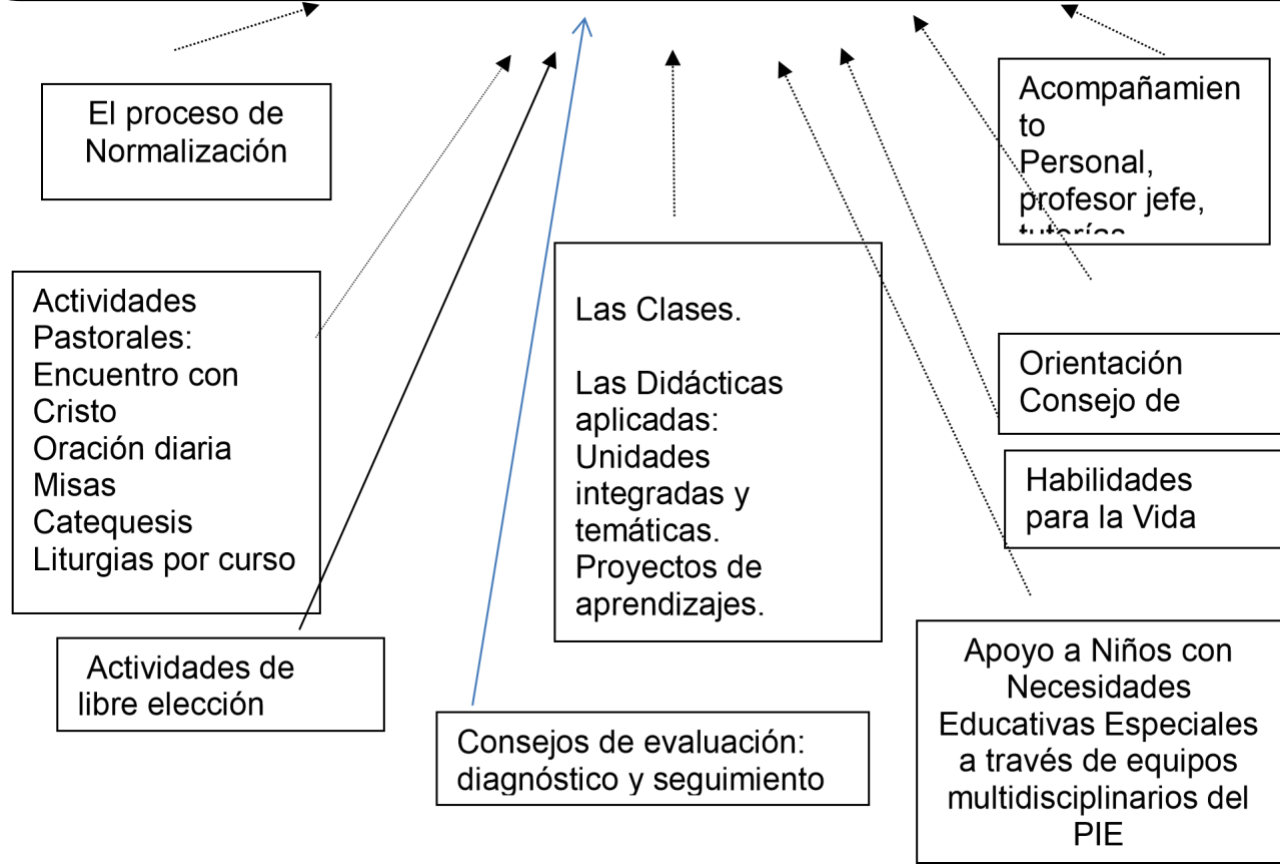 El proceso de
Normalización
Acompañamien
to
Personal,
profesor jefe,
tutorías
Actividades
Pastorales:
Encuentro con
Cristo
Oración diaria
Misas
Catequesis
Liturgias por curso
Las Clases.
Las Didácticas
aplicadas:
Unidades
integradas y
temáticas.
Proyectos de
aprendizajes.
Orientación
Consejo de
Habilidades
para la Vida
Actividades de
libre elección
Consejos de evaluación:
diagnóstico y seguimiento
Apoyo a Niños con
Necesidades
Educativas Especiales
a través de equipos
multidisciplinarios del
PIE